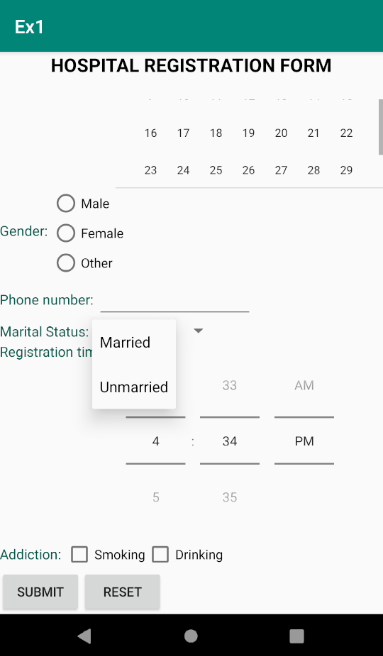 Ex1
HOSPITAL REGISTRATION FORM
16 17 18 19 20 21 22
23 24 25 26 27 28 29
Male
Gender:
Female
Other
Phone number:
Marital Status:
Married
Registration tim
Unmarried
33 AM
4 : 34 PM
5 35
Addiction: Smoking Drinking
SUBMIT RESET